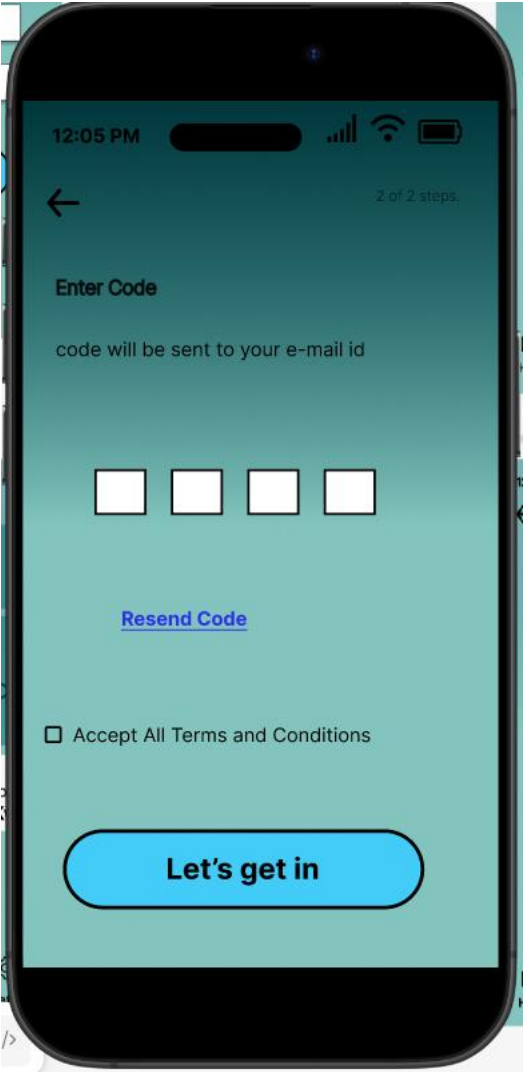 12:05 PM
2 of 2 steps.
Enter Code
code will be sent to your e-mail id
Resend Code
Accept All Terms and Conditions
Let's get in
/>